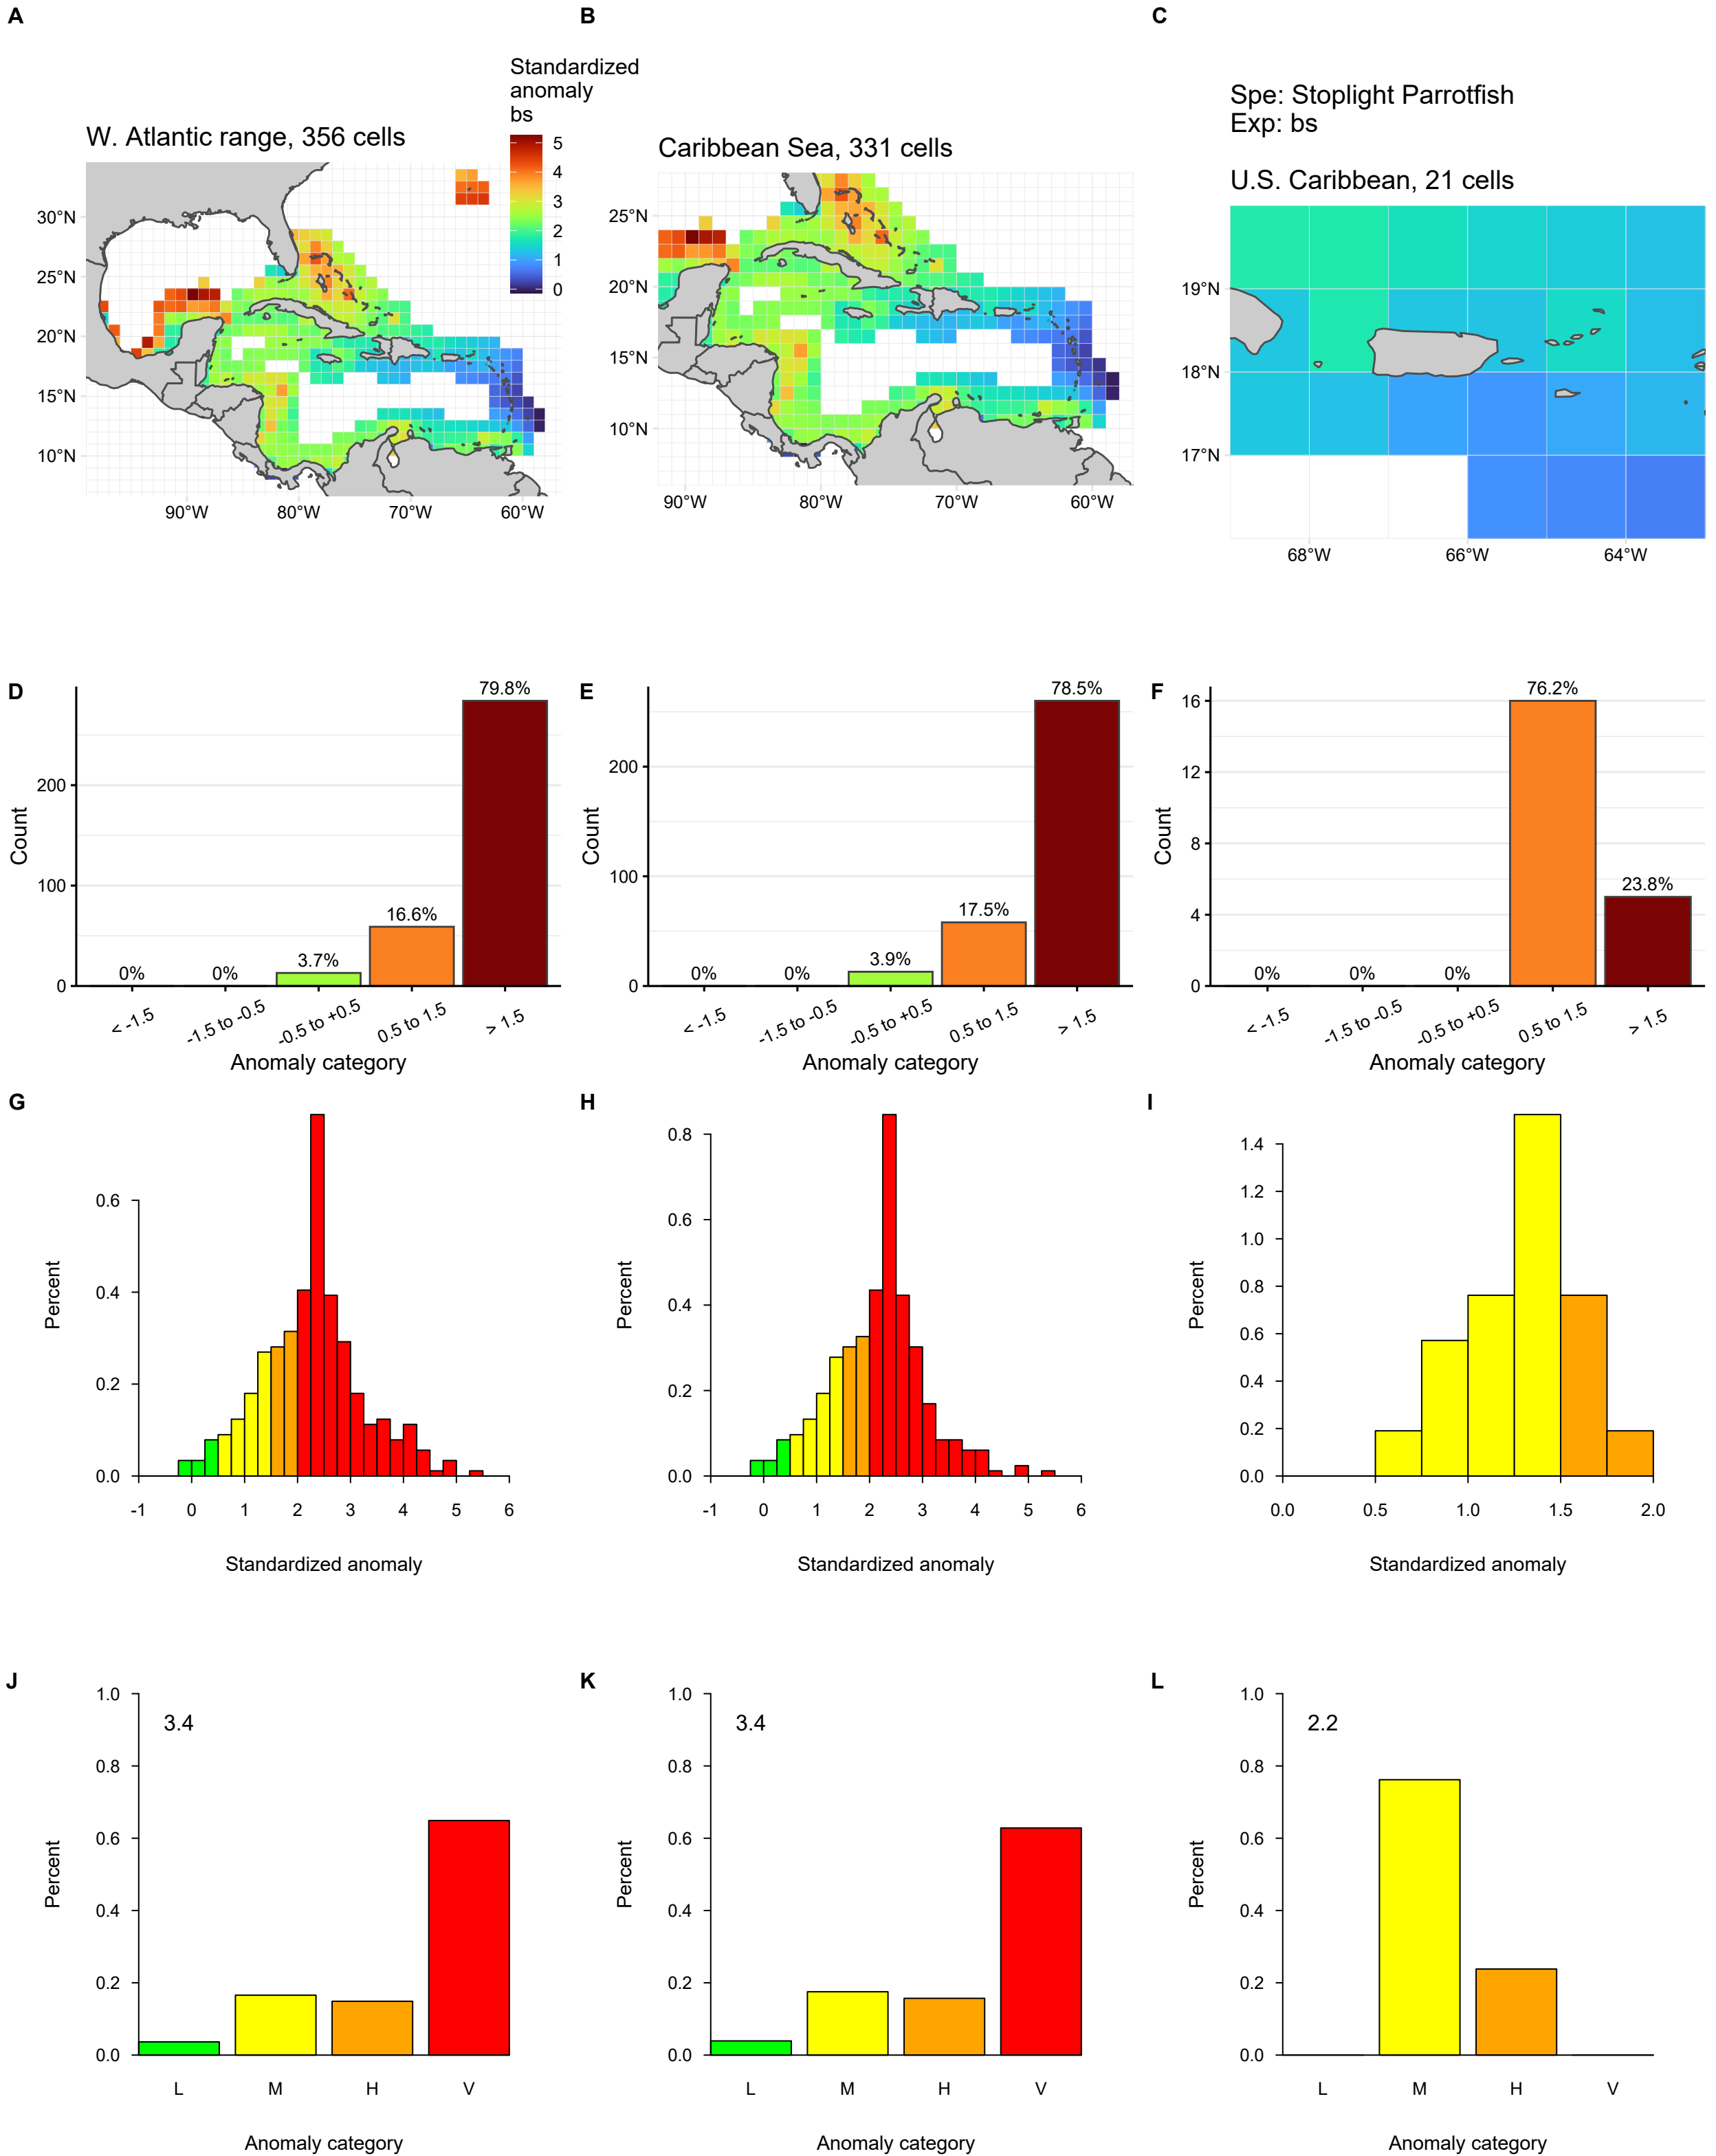 A
B
C
Standardized
anomaly
bs
5
4
3
2
1
0
W. Atlantic range, 356 cells
30°N
25°N
20°N
15°N
10°N
90°W
80°W
70°W
60°W
Caribbean Sea, 331 cells
25°N
20°N
15°N
10°N
90°W
80°W
70°W
60°W
Spe: Stoplight Parrotfish
Exp: bs
U.S. Caribbean, 21 cells
19°N
18°N
17°N
68°W
66°W
64°W
D
Count
200
100
0
0%
0%
3.7%
16.6%
79.8%
< -1.5
-1.5 to -0.5
-0.5 to +0.5
0.5 to 1.5
> 1.5
Anomaly category
E
Count
200
100
0
0%
0%
3.9%
17.5%
78.5%
< -1.5
-1.5 to -0.5
-0.5 to +0.5
0.5 to 1.5
> 1.5
Anomaly category
F
Count
16
12
8
4
0
0%
0%
0%
76.2%
23.8%
< -1.5
-1.5 to -0.5
-0.5 to +0.5
0.5 to 1.5
> 1.5
Anomaly category
G
Percent
0.6
0.4
0.2
0.0
-1
0
1
2
3
4
5
6
Standardized anomaly
H
Percent
0.8
0.6
0.4
0.2
0.0
-1
0
1
2
3
4
5
6
Standardized anomaly
I
Percent
1.4
1.2
1.0
0.8
0.6
0.4
0.2
0.0
0.0
0.5
1.0
1.5
2.0
Standardized anomaly
J
Percent
1.0
0.8
0.6
0.4
0.2
0.0
3.4
L
M
H
V
Anomaly category
K
Percent
1.0
0.8
0.6
0.4
0.2
0.0
3.4
L
M
H
V
Anomaly category
L
Percent
1.0
0.8
0.6
0.4
0.2
0.0
2.2
L
M
H
V
Anomaly category